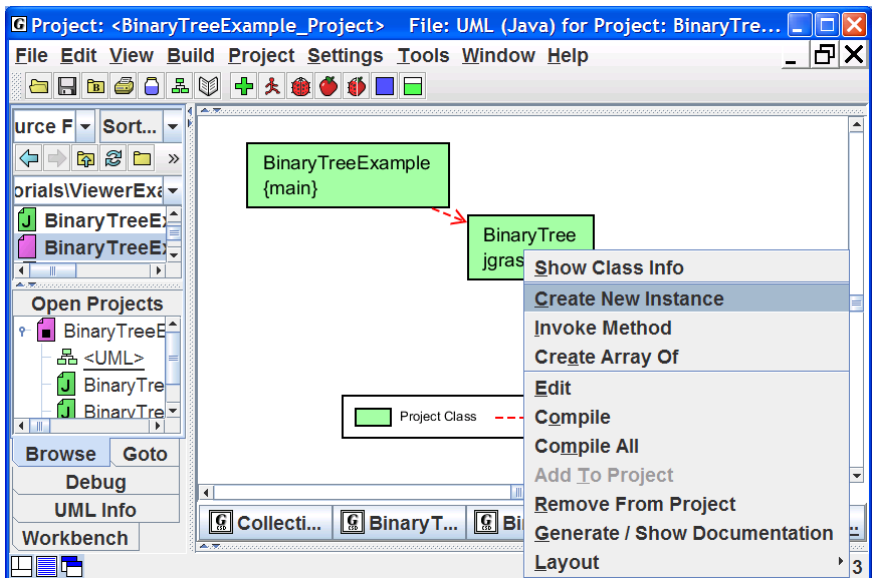 Project: <BinaryTreeExample_Project> File: UML (Java) for Project: BinaryTre...
File Edit View Build Project Settings Tools Window Help
urce F
Sort...
orials\ViewerExa
BinaryTreeE
BinaryTreeE
Open Projects
BinaryTreeE
<UML>
BinaryTre
BinaryTre
Browse
Goto
Debug
UML Info
Workbench
BinaryTreeExample
{main}
BinaryTree
jgras
Project Class
Show Class Info
Create New Instance
Invoke Method
Create Array Of
Edit
Compile
Compile All
Add To Project
Remove From Project
Generate / Show Documentation
Layout
Collecti...
BinaryT...
Bi
3